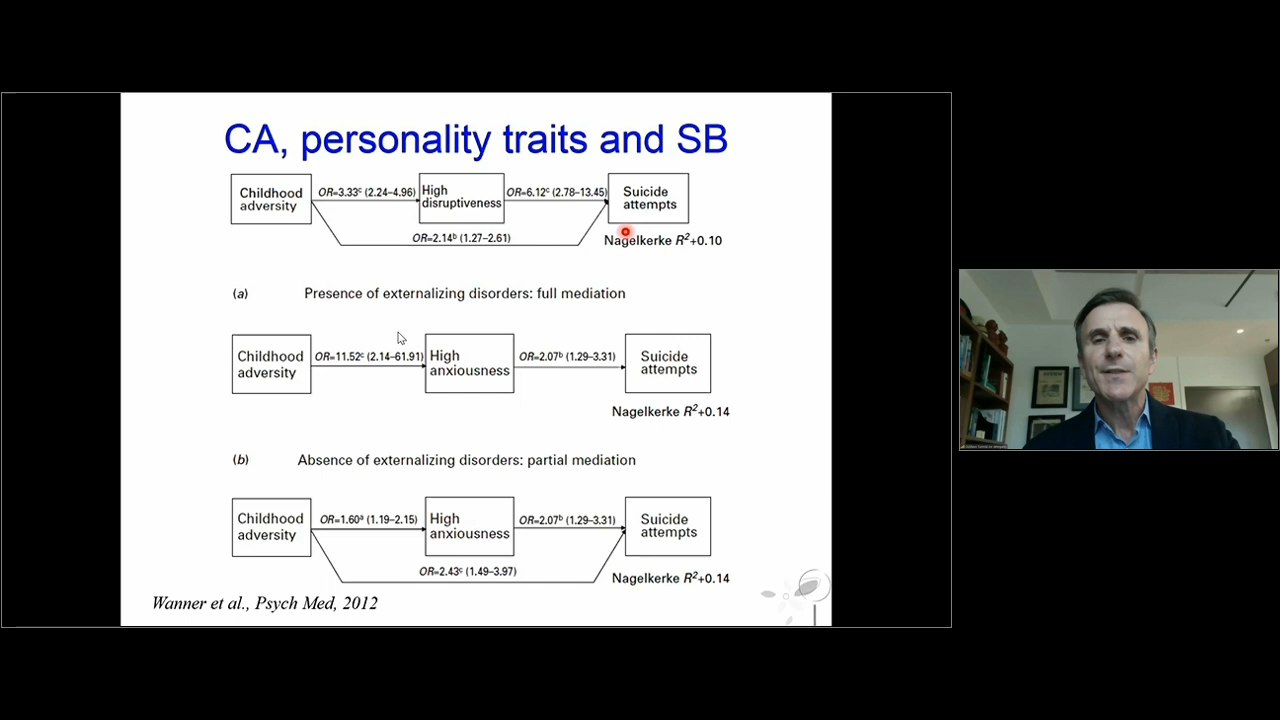 CA, personality traits and SB
Childhood adversity
OR=3.33ᶜ (2.24–4.96)
High disruptiveness
OR=6.12ᶜ (2.78–13.45)
Suicide attempts
OR=2.14ᵇ (1.27–2.61)
Nagelkerke R²+0.10
(a) Presence of externalizing disorders: full mediation
Childhood adversity
OR=11.52ᶜ (2.14–61.91)
High anxiousness
OR=2.07ᵇ (1.29–3.31)
Suicide attempts
Nagelkerke R²+0.14
(b) Absence of externalizing disorders: partial mediation
Childhood adversity
OR=1.60ᵃ (1.19–2.15)
High anxiousness
OR=2.07ᵇ (1.29–3.31)
Suicide attempts
OR=2.43ᶜ (1.49–3.97)
Nagelkerke R²+0.14
Wanner et al., Psych Med, 2012